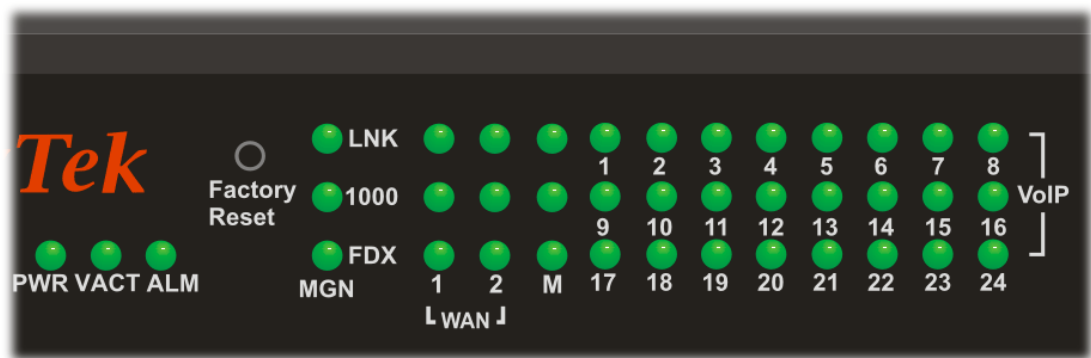 Tek
Factory
Reset
PWR VACT ALM
LNK
1000
FDX
MGN
1 2 M
WAN
1 2 3 4 5 6 7 8
9 10 11 12 13 14 15 16
17 18 19 20 21 22 23 24
VoIP